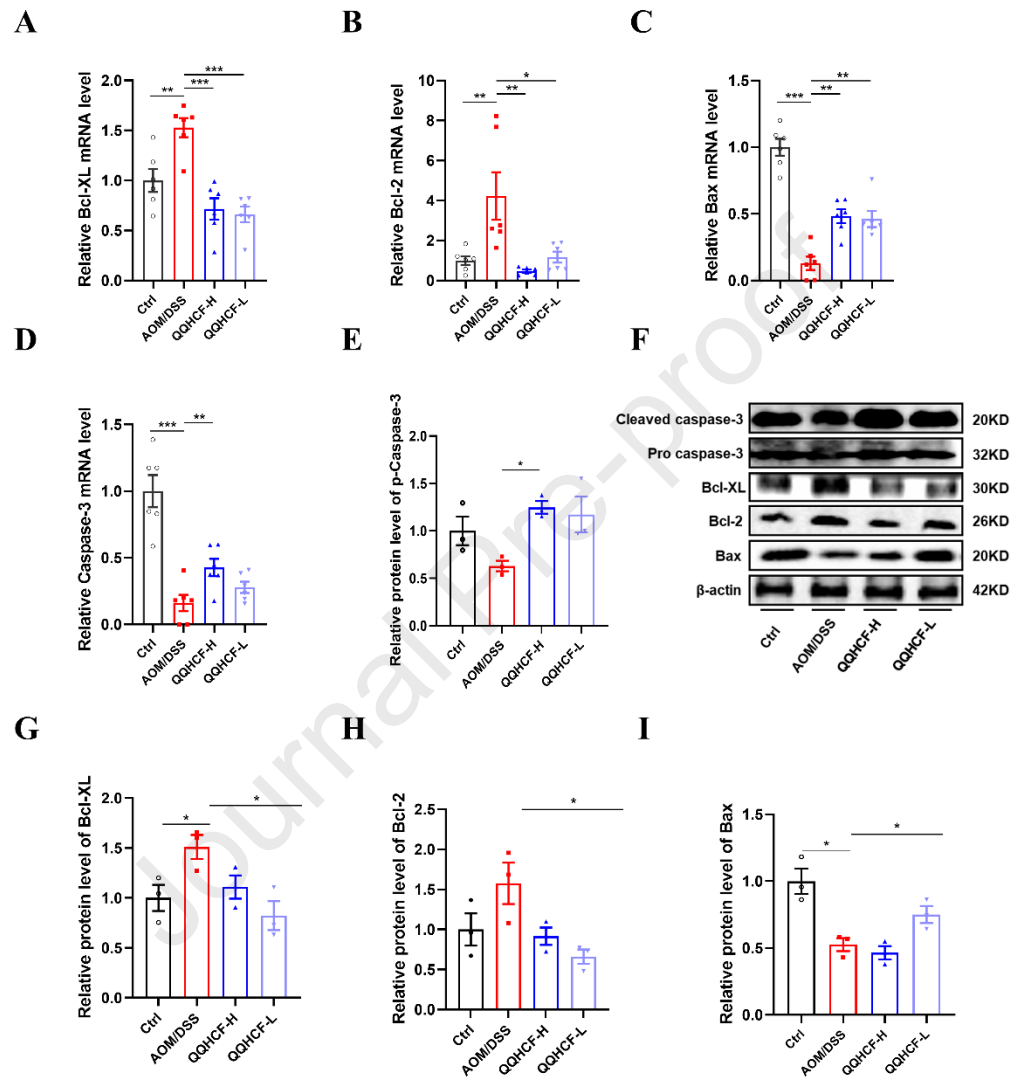 A
Relative Bcl-XL mRNA level
2.0
1.5
1.0
0.5
0.0
**
***
***
Ctrl
AOM/DSS
QQHCF-H
QQHCF-L
B
Relative Bcl-2 mRNA level
10
8
6
4
2
0
**
**
*
Ctrl
AOM/DSS
QQHCF-H
QQHCF-L
C
Relative Bax mRNA level
1.5
1.0
0.5
0.0
***
**
**
Ctrl
AOM/DSS
QQHCF-H
QQHCF-L
D
Relative Caspase-3 mRNA level
1.5
1.0
0.5
0.0
***
**
Ctrl
AOM/DSS
QQHCF-H
QQHCF-L
E
Relative protein level of p-Caspase-3
2.0
1.5
1.0
0.5
0.0
*
Ctrl
AOM/DSS
QQHCF-H
QQHCF-L
F
Cleaved caspase-3 20KD
Pro caspase-3 32KD
Bcl-XL 30KD
Bcl-2 26KD
Bax 20KD
β-actin 42KD
Ctrl
AOM/DSS
QQHCF-H
QQHCF-L
G
Relative protein level of Bcl-XL
2.0
1.5
1.0
0.5
0.0
*
*
Ctrl
AOM/DSS
QQHCF-H
QQHCF-L
H
Relative protein level of Bcl-2
2.5
2.0
1.5
1.0
0.5
0.0
*
Ctrl
AOM/DSS
QQHCF-H
QQHCF-L
I
Relative protein level of Bax
1.5
1.0
0.5
0.0
*
*
Ctrl
AOM/DSS
QQHCF-H
QQHCF-L
Journal Pre-proof